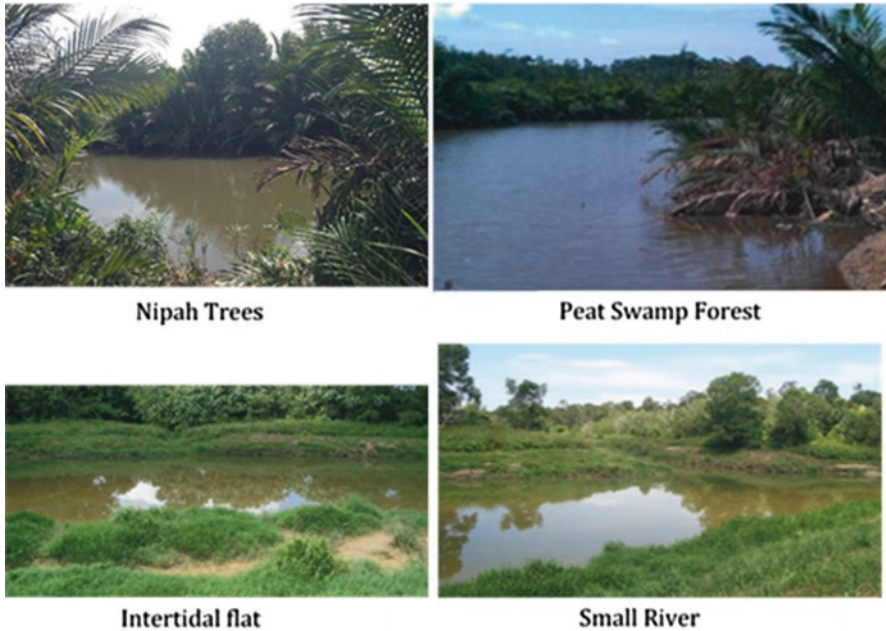 Nipah Trees
Peat Swamp Forest
Intertidal flat
Small River